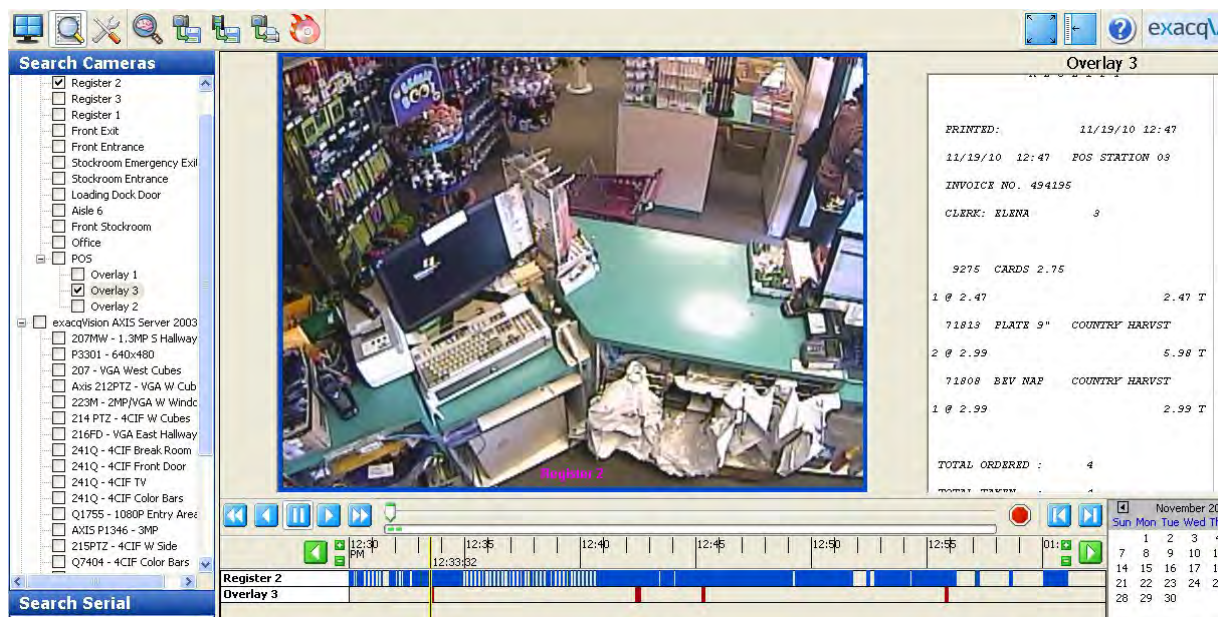 exacq
Search Cameras
Register 2
Register 3
Register 1
Front Exit
Front Entrance
Stockroom Emergency Exit
Stockroom Entrance
Loading Dock Door
Aisle 6
Front Stockroom
Office
POS
Overlay 1
Overlay 3
Overlay 2
exacqVision AXIS Server 2003
207MW - 1.3MP S Hallway
P3301 - 640x480
207 - VGA West Cubes
Axis 212PTZ - VGA W Cub
223M - 2MP/VGA W Windo
214 PTZ - 4CIF W Cubes
216FD - VGA East Hallway
241Q - 4CIF Break Room
241Q - 4CIF Front Door
241Q - 4CIF TV
241Q - 4CIF Color Bars
Q1755 - 1080P Entry Area
AXIS P1346 - 3MP
215PTZ - 4CIF W Side
Q7404 - 4CIF Color Bars
Search Serial
Register 2
Overlay 3
PRINTED: 11/19/10 12:47
11/19/10 12:47 POS STATION 09
INVOICE NO. 494195
CLERK: ELENA 9
9275 CARDS 2.75
1 @ 2.47 2.47 T
71813 PLATE 9" COUNTRY HARVST
2 @ 2.99 5.98 T
71808 BEV NAP COUNTRY HARVST
1 @ 2.99 2.99 T
TOTAL ORDERED : 4
12:30 PM 12:35 12:40 12:45 12:50 12:55 01:
12:33:32
Register 2
Overlay 3
November 20
Sun Mon Tue Wed Th
1 2 3 4
7 8 9 10 1
14 15 16 17 1
21 22 23 24 2
28 29 30